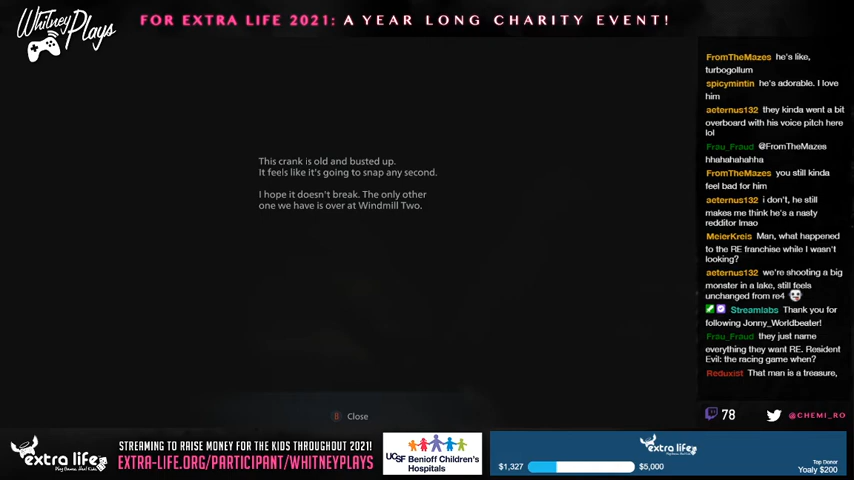 Whitney Plays
FOR EXTRA LIFE 2021: A YEAR LONG CHARITY EVENT!
This crank is old and busted up.
It feels like it's going to snap any second.
I hope it doesn't break. The only other
one we have is over at Windmill Two.
Close
FromTheMazes he's like,
turbogollum
spicymintin he's adorable. I love
him
aeternus132 they kinda went a bit
overboard with his voice pitch here
lol
Frau_Fraud @FromTheMazes
hhahahahahha
FromTheMazes you still kinda
feel bad for him
aeternus132 i don't, he still
makes me think he's a nasty
redditor lmao
MeierKreis Man, what happened
to the RE franchise while I wasn't
looking?
aeternus132 we're shooting a big
monster in a lake, still feels
unchanged from re4
Streamlabs Thank you for
following Jonny_Worldbeater!
Frau_Fraud they just name
everything they want RE. Resident
Evil: the racing game when?
Reduxist That man is a treasure,
78
@CHEMI_RO
extra life
Play Games. Heal Kids.
STREAMING TO RAISE MONEY FOR THE KIDS THROUGHOUT 2021!
EXTRA-LIFE.ORG/PARTICIPANT/WHITNEYPLAYS
UCSF Benioff Children's
Hospitals
extra life
$1,327
$5,000
Top Donor
Yoaly $200